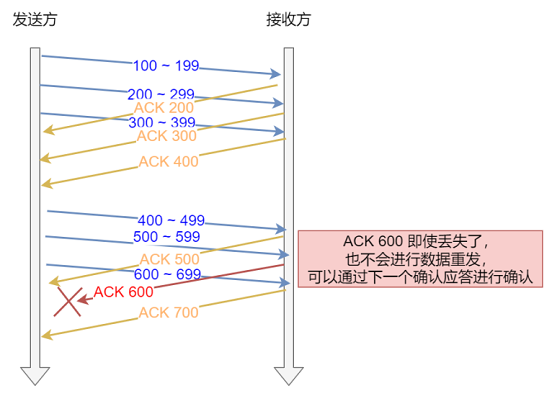 发送方
接收方
100 ~ 199
200 ~ 299
ACK 200
300 ~ 399
ACK 300
ACK 400
400 ~ 499
500 ~ 599
ACK 500
600 ~ 699
ACK 600
ACK 700
ACK 600 即使丢失了，
也不会进行数据重发，
可以通过下一个确认应答进行确认